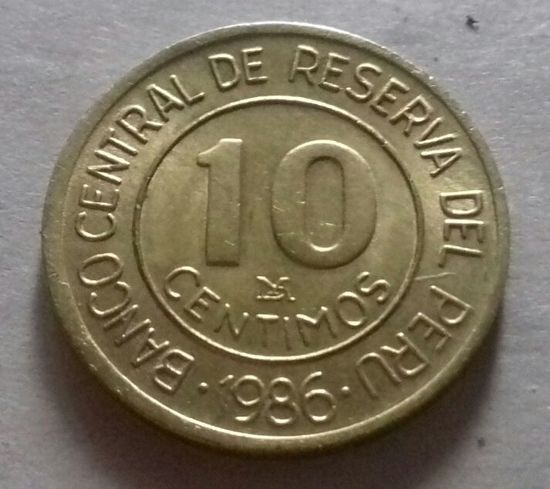 BANCO CENTRAL DE RESERVA DEL PERU
10
CENTIMOS
· 1986 ·